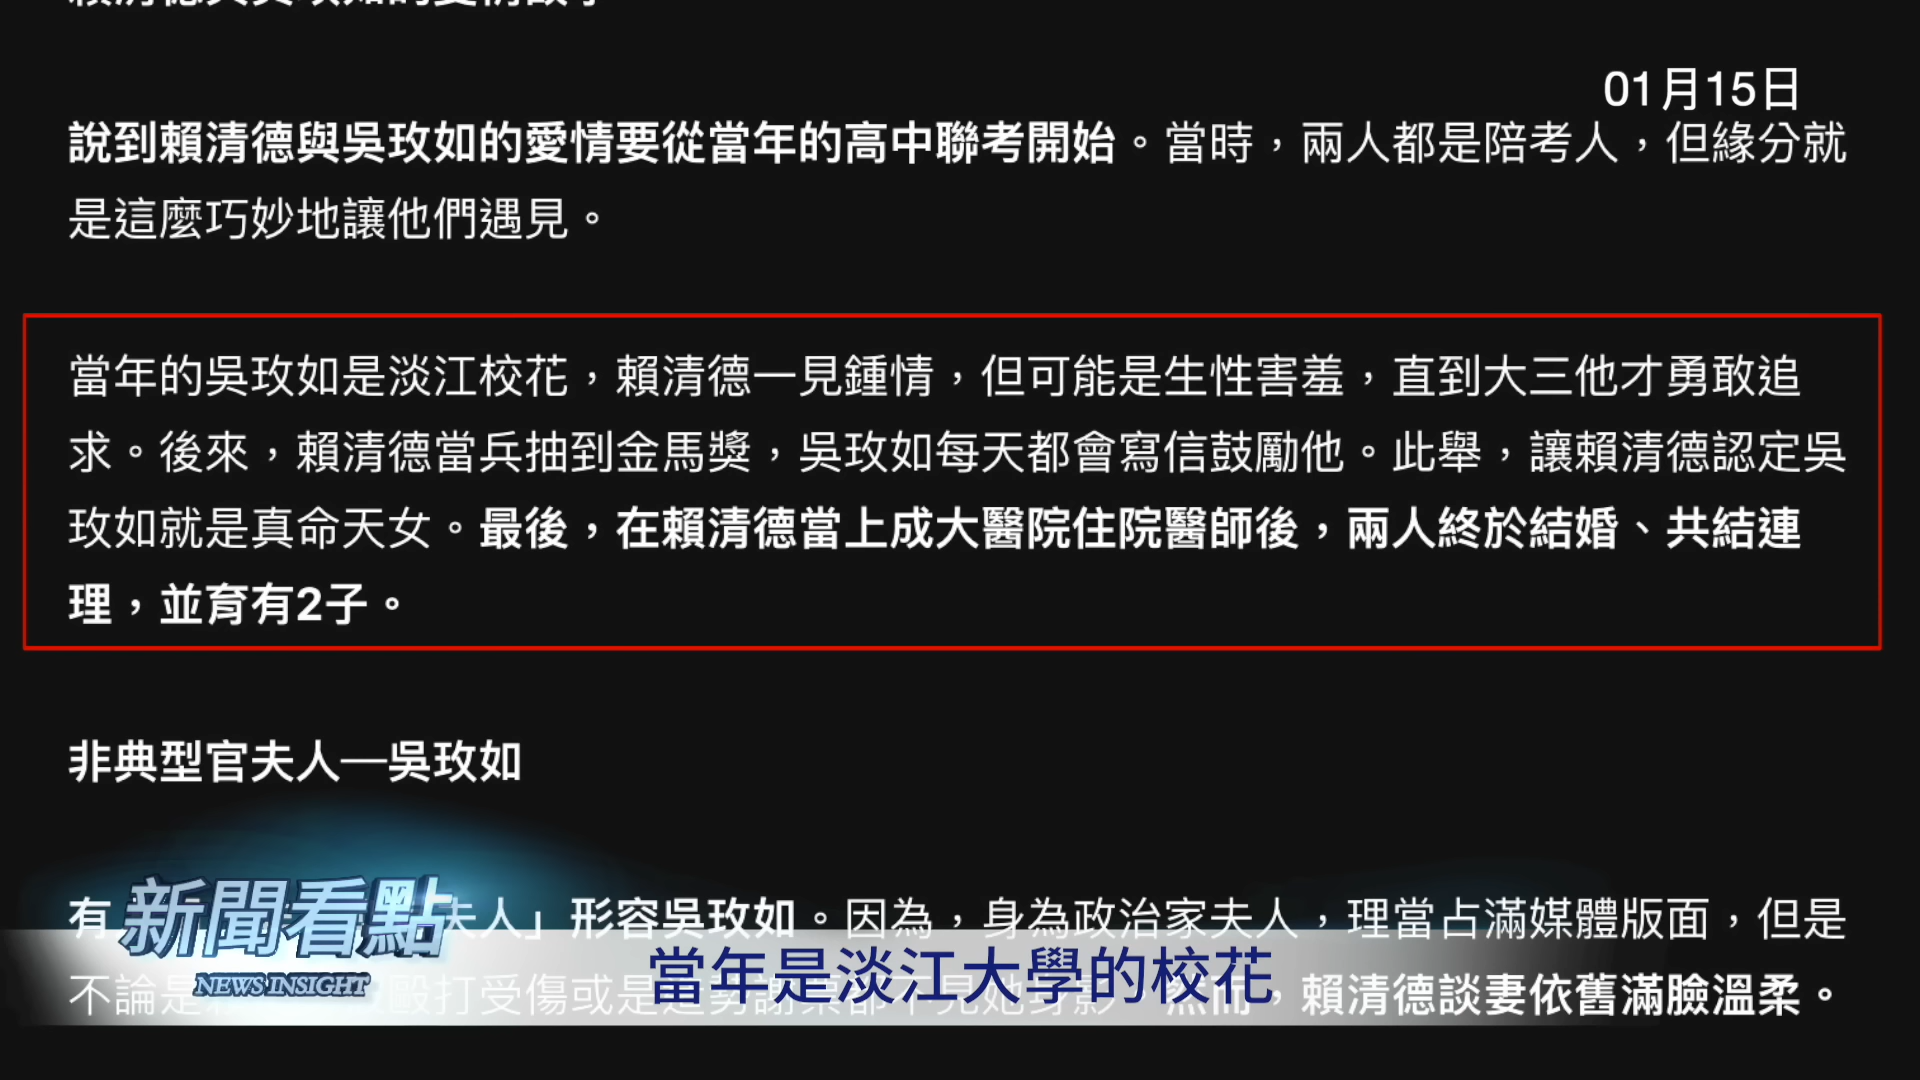 01月15日
說到賴清德與吳玫如的愛情要從當年的高中聯考開始。當時，兩人都是陪考人，但緣分就
是這麼巧妙地讓他們遇見。
當年的吳玫如是淡江校花，賴清德一見鍾情，但可能是生性害羞，直到大三他才勇敢追
求。後來，賴清德當兵抽到金馬獎，吳玫如每天都會寫信鼓勵他。此舉，讓賴清德認定吳
玫如就是真命天女。最後，在賴清德當上成大醫院住院醫師後，兩人終於結婚、共結連
理，並育有2子。
非典型官夫人—吳玫如
有 夫人」形容吳玫如。因為，身為政治家夫人，理當占滿媒體版面，但是
不論是 毆打受傷或是 ，賴清德談妻依舊滿臉溫柔。
新聞看點
NEWS INSIGHT
當年是淡江大學的校花